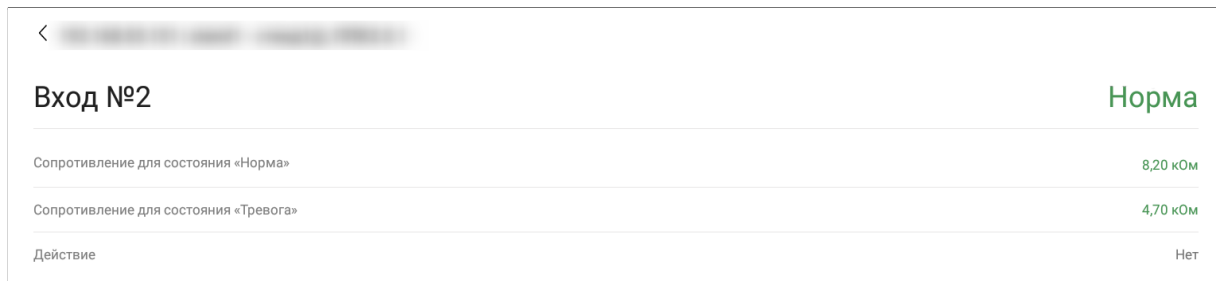 Вход №2
Норма
Сопротивление для состояния «Норма»
8,20 кОм
Сопротивление для состояния «Тревога»
4,70 кОм
Действие
Нет